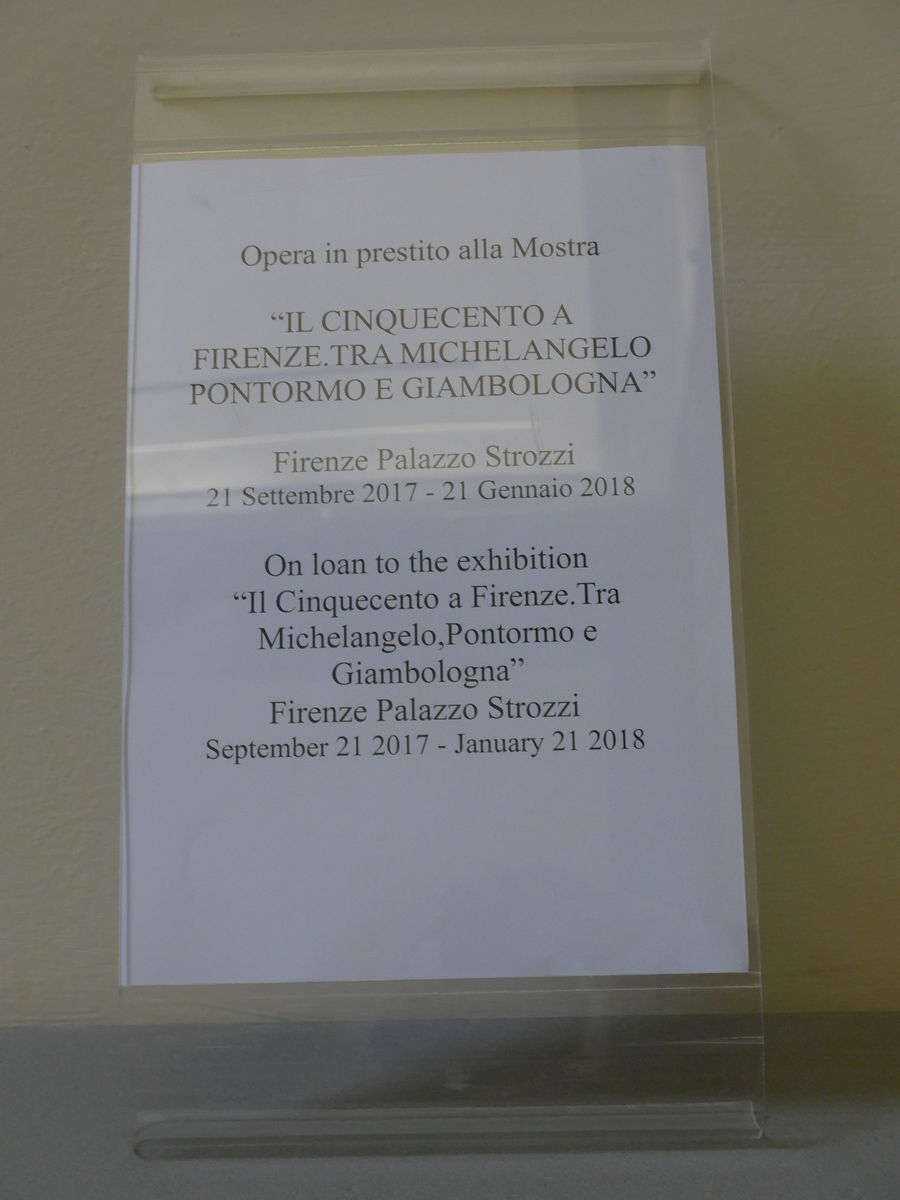 Opera in prestito alla Mostra
“IL CINQUECENTO A
FIRENZE.TRA MICHELANGELO
PONTORMO E GIAMBOLOGNA”
Firenze Palazzo Strozzi
21 Settembre 2017 - 21 Gennaio 2018
On loan to the exhibition
“Il Cinquecento a Firenze.Tra
Michelangelo,Pontormo e
Giambologna”
Firenze Palazzo Strozzi
September 21 2017 - January 21 2018